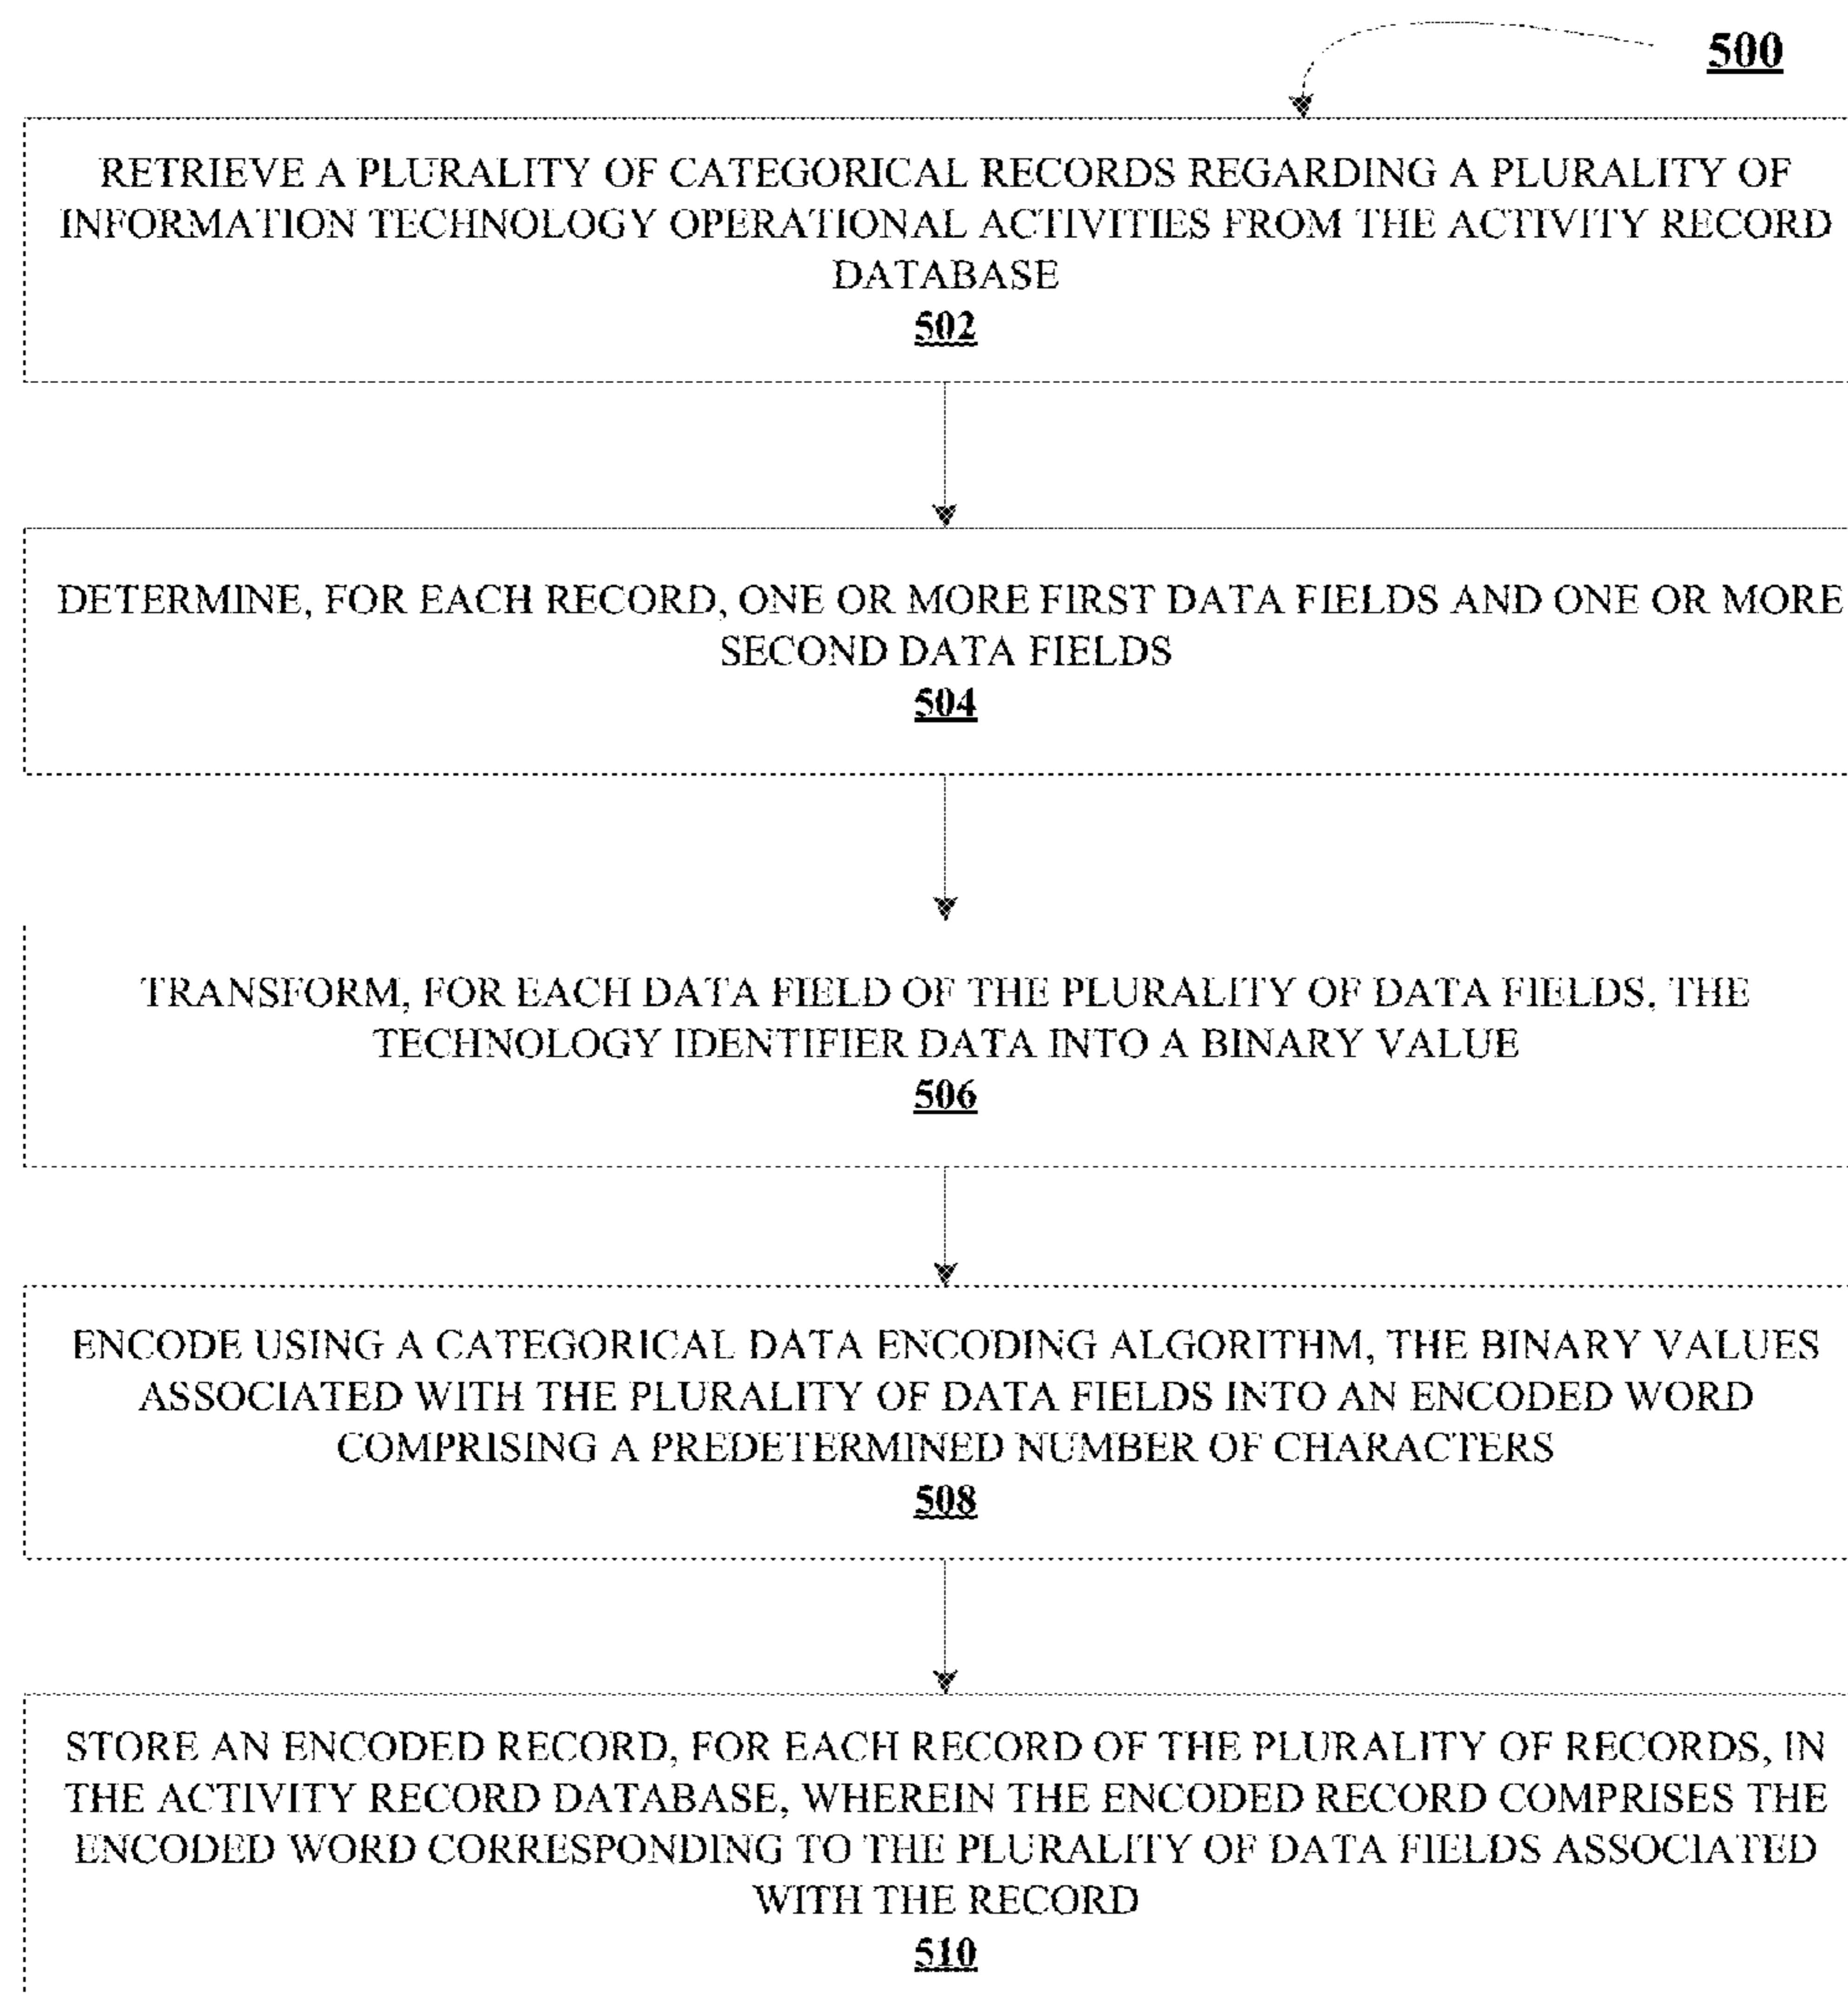 500
RETRIEVE A PLURALITY OF CATEGORICAL RECORDS REGARDING A PLURALITY OF
INFORMATION TECHNOLOGY OPERATIONAL ACTIVITIES FROM THE ACTIVITY RECORD
DATABASE
502
DETERMINE, FOR EACH RECORD, ONE OR MORE FIRST DATA FIELDS AND ONE OR MORE
SECOND DATA FIELDS
504
TRANSFORM, FOR EACH DATA FIELD OF THE PLURALITY OF DATA FIELDS, THE
TECHNOLOGY IDENTIFIER DATA INTO A BINARY VALUE
506
ENCODE USING A CATEGORICAL DATA ENCODING ALGORITHM, THE BINARY VALUES
ASSOCIATED WITH THE PLURALITY OF DATA FIELDS INTO AN ENCODED WORD
COMPRISING A PREDETERMINED NUMBER OF CHARACTERS
508
STORE AN ENCODED RECORD, FOR EACH RECORD OF THE PLURALITY OF RECORDS, IN
THE ACTIVITY RECORD DATABASE, WHEREIN THE ENCODED RECORD COMPRISES THE
ENCODED WORD CORRESPONDING TO THE PLURALITY OF DATA FIELDS ASSOCIATED
WITH THE RECORD
510